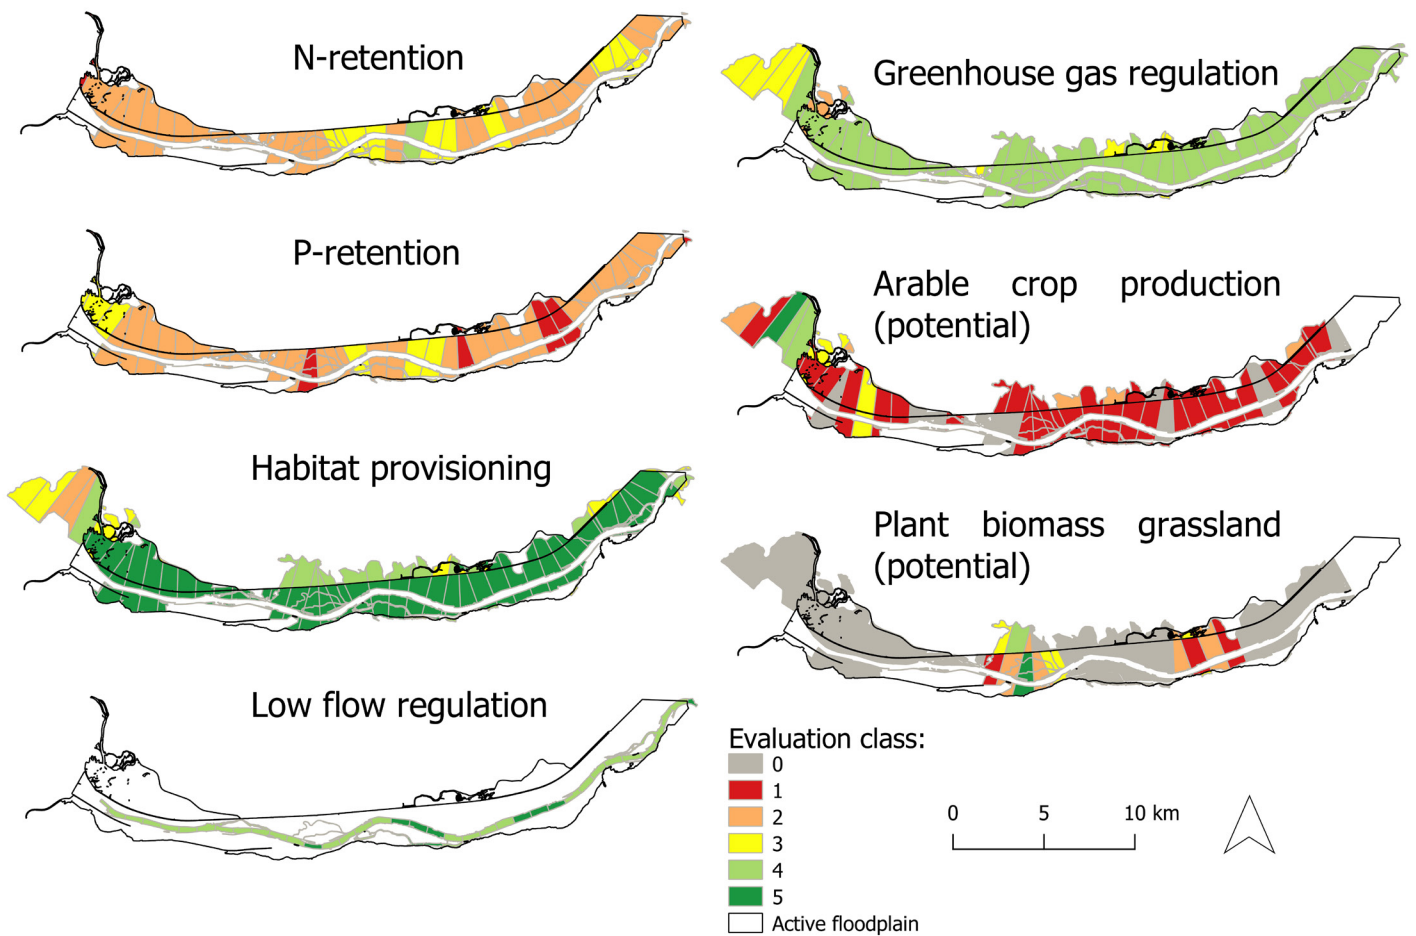 N-retention
P-retention
Habitat provisioning
Low flow regulation
Greenhouse gas regulation
Arable crop production
(potential)
Plant biomass grassland
(potential)
Evaluation class:
0
1
2
3
4
5
Active floodplain
0 5 10 km